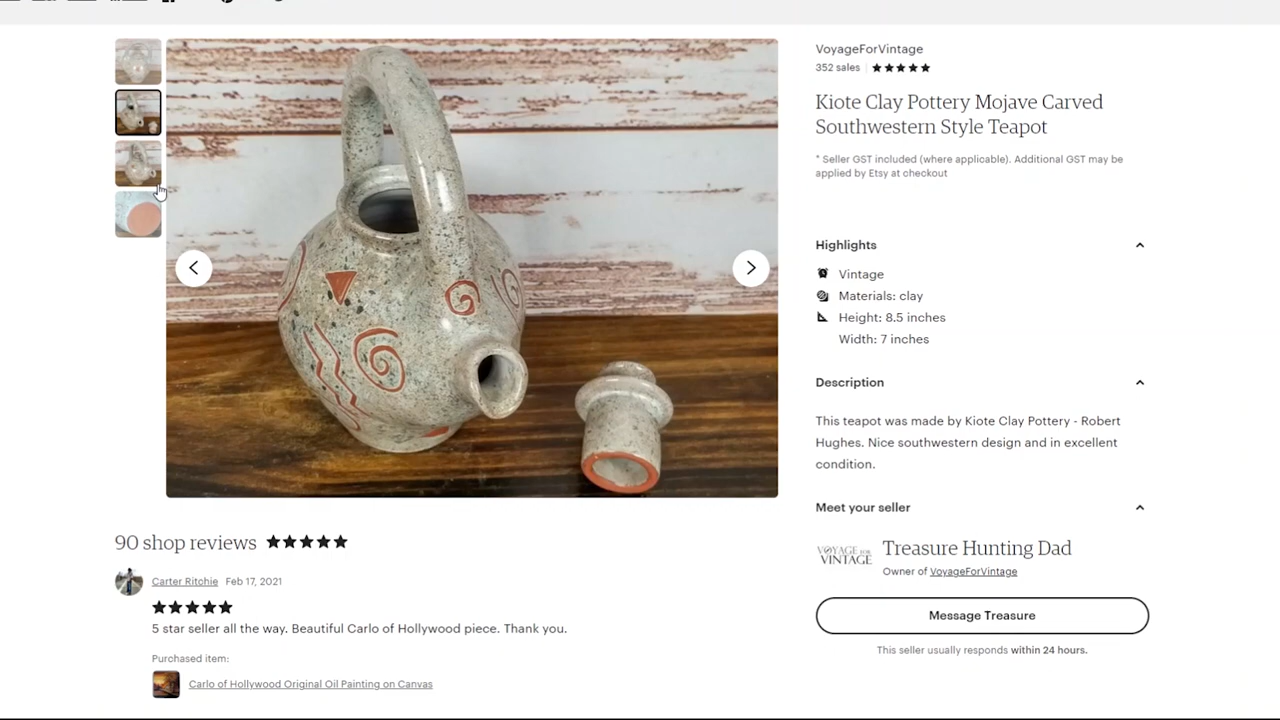 VoyageForVintage
352 sales
Kiote Clay Pottery Mojave Carved
Southwestern Style Teapot
* Seller GST included (where applicable). Additional GST may be
applied by Etsy at checkout
Highlights
Vintage
Materials: clay
Height: 8.5 inches
Width: 7 inches
Description
This teapot was made by Kiote Clay Pottery - Robert
Hughes. Nice southwestern design and in excellent
condition.
Meet your seller
VOYAGE FOR
VINTAGE
Treasure Hunting Dad
Owner of VoyageForVintage
Message Treasure
This seller usually responds within 24 hours.
90 shop reviews
Carter Ritchie Feb 17, 2021
5 star seller all the way. Beautiful Carlo of Hollywood piece. Thank you.
Purchased item:
Carlo of Hollywood Original Oil Painting on Canvas